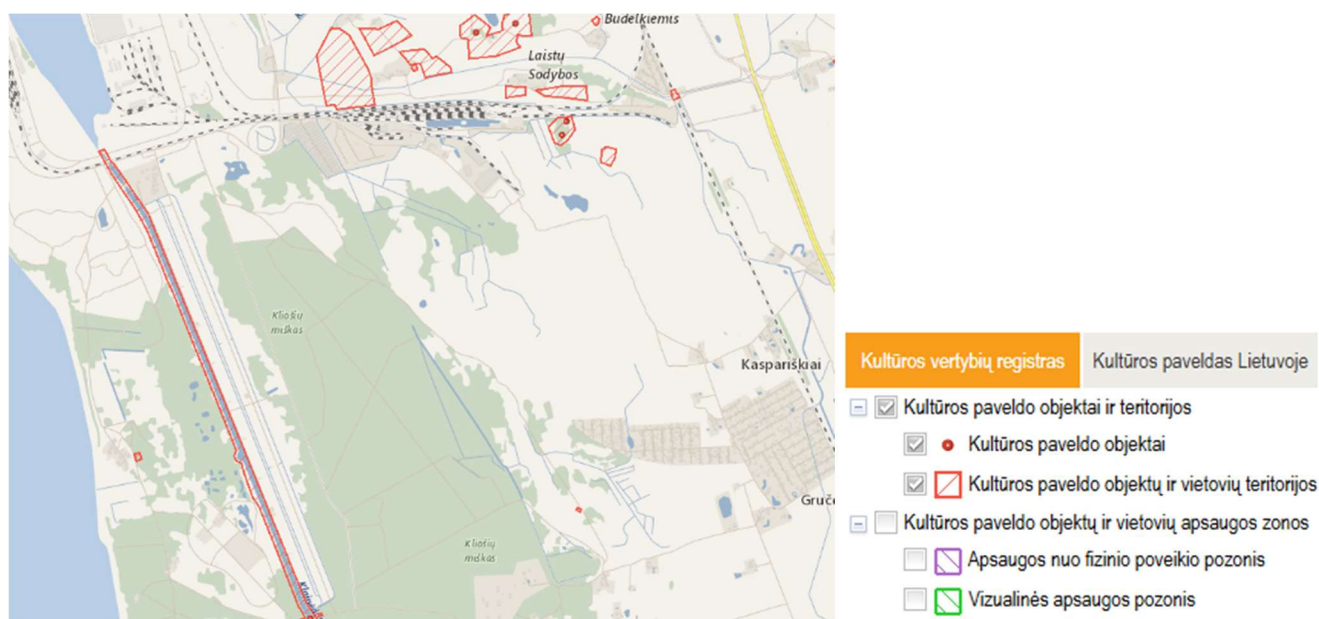 Budelkiemis
Laistų
Sodybos
Kliošių
miškas
Kaspariškiai
Kliošių
miškas
Kultūros vertybių registras
Kultūros paveldas Lietuvoje
Kultūros paveldo objektai ir teritorijos
Kultūros paveldo objektai
Kultūros paveldo objektų ir vietovių teritorijos
Kultūros paveldo objektų ir vietovių apsaugos zonos
Apsaugos nuo fizinio poveikio pozonis
Vizualinės apsaugos pozonis